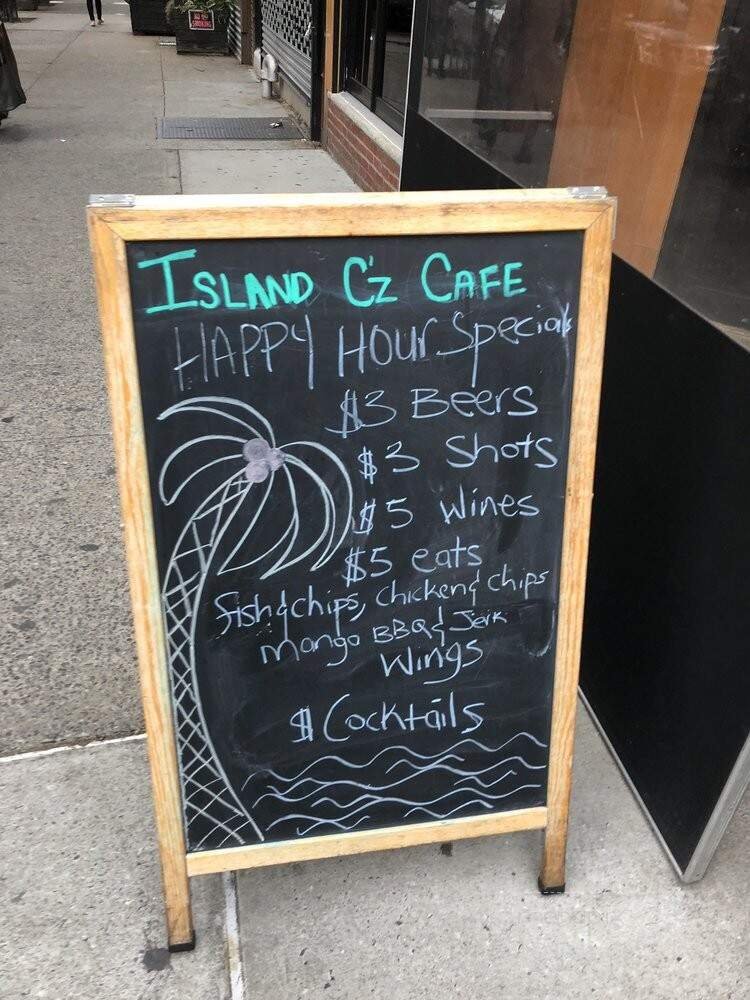 ISLAND C'Z CAFE
HAPPY HOUR Specials
$3 Beers
$3 Shots
$5 Wines
$5 eats
fish & chips, chicken & chips
mango BBQ & Jerk
Wings
$ Cocktails